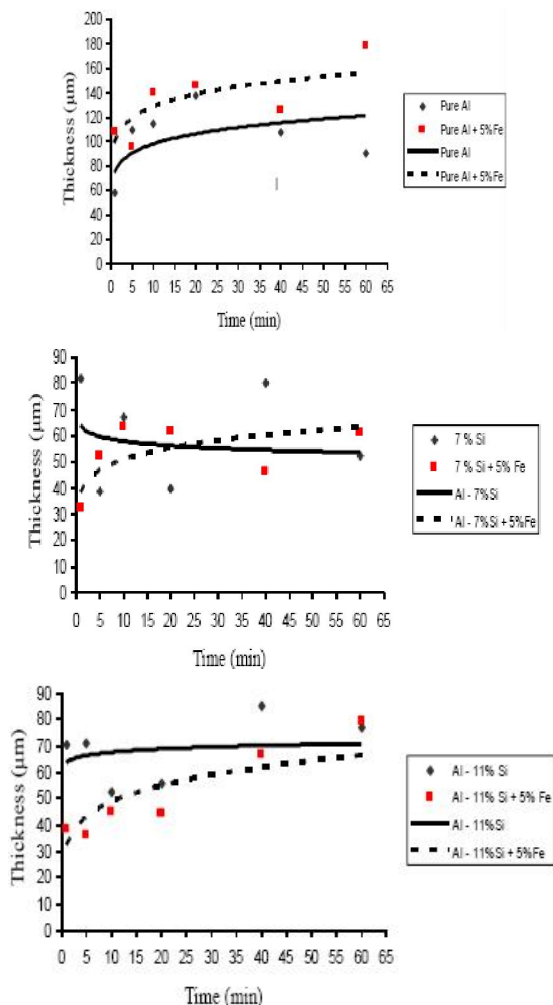 200
180
160
140
120
100
80
60
40
20
0
Thickness (µm)
0 5 10 15 20 25 30 35 40 45 50 55 60 65
Time (min)
Pure Al
Pure Al + 5%Fe
Pure Al
Pure Al + 5%Fe
90
80
70
60
50
40
30
20
10
0
Thickness (µm)
0 5 10 15 20 25 30 35 40 45 50 55 60 65
Time (min)
7 % Si
7 % Si + 5% Fe
Al - 7%Si
Al - 7%Si + 5%Fe
90
80
70
60
50
40
30
20
10
0
Thickness (µm)
0 5 10 15 20 25 30 35 40 45 50 55 60 65
Time (min)
Al - 11% Si
Al - 11% Si + 5% Fe
Al - 11%Si
Al - 11%Si + 5%Fe